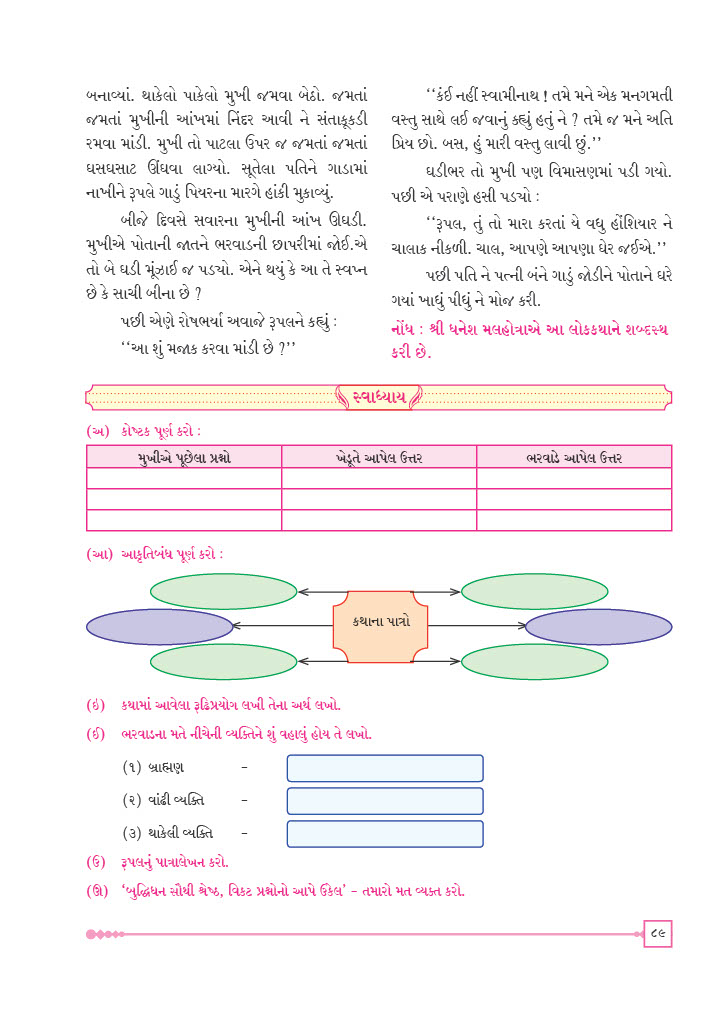 બનાવ્યાં. થાકેલો પાકેલો મુખી જમવા બેઠો. જમતાં
જમતાં મુખીની આંખમાં નિંદર આવી ને સંતાકૂકડી
રમવા માંડી. મુખી તો પાટલા ઉપર જ જમતાં જમતાં
ઘસઘસાટ ઊંઘવા લાગ્યો. સૂતેલા પતિને ગાડામાં
નાખીને રૂપલે ગાડું પિયરના મારગે હાંકી મુકાવ્યું.
બીજે દિવસે સવારના મુખીની આંખ ઊઘડી.
મુખીએ પોતાની જાતને ભરવાડની છાપરીમાં જોઈ.એ
તો બે ઘડી મૂંઝાઈ જ પડ્યો. એને થયું કે આ તે સ્વપ્ન
છે કે સાચી બીના છે ?
પછી એણે રોષભર્યા અવાજે રૂપલને કહ્યું :
‘‘આ શું મજાક કરવા માંડી છે ?’’
‘‘કંઈ નહીં સ્વામીનાથ ! તમે મને એક મનગમતી
વસ્તુ સાથે લઈ જવાનું કહ્યું હતું ને ? તમે જ મને અતિ
પ્રિય છો. બસ, હું મારી વસ્તુ લાવી છું.’’
ઘડીભર તો મુખી પણ વિમાસણમાં પડી ગયો.
પછી એ પરાણે હસી પડ્યો :
‘‘રૂપલ, તું તો મારા કરતાં યે વધુ હોંશિયાર ને
ચાલાક નીકળી. ચાલ, આપણે આપણા ઘેર જઈએ.’’
પછી પતિ ને પત્ની બંને ગાડું જોડીને પોતાને ઘરે
ગયાં ખાધું પીધું ને મોજ કરી.
નોંધ : શ્રી ધનેશ મલહોત્રાએ આ લોકકથાને શબ્દસ્થ
કરી છે.
સ્વાધ્યાય
(અ) કોષ્ટક પૂર્ણ કરો :
મુખીએ પૂછેલા પ્રશ્નો ખેડૂતે આપેલ ઉત્તર ભરવાડે આપેલ ઉત્તર
(આ) આકૃતિબંધ પૂર્ણ કરો :
કથાના પાત્રો
(ઇ) કથામાં આવેલા રૂઢિપ્રયોગ લખી તેના અર્થ લખો.
(ઈ) ભરવાડના મતે નીચેની વ્યક્તિને શું વહાલું હોય તે લખો.
(૧) બ્રાહ્મણ –
(૨) વાંઢી વ્યક્તિ –
(૩) થાકેલી વ્યક્તિ –
(ઉ) રૂપલનું પાત્રાલેખન કરો.
(ઊ) ‘બુદ્ધિધન સૌથી શ્રેષ્ઠ, વિકટ પ્રશ્નોનો આપે ઉકેલ’ – તમારો મત વ્યક્ત કરો.
૮૯